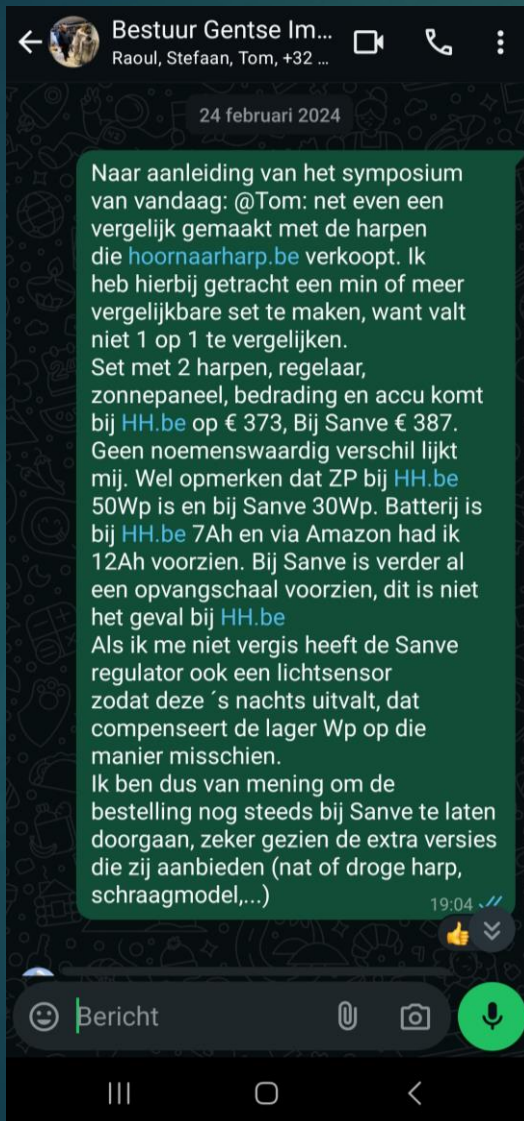 Bestuur Gentse Im...
Raoul, Stefaan, Tom, +32 ...
24 februari 2024
Naar aanleiding van het symposium
van vandaag: @Tom: net even een
vergelijk gemaakt met de harpen
die hoornaarharp.be verkoopt. Ik
heb hierbij getracht een min of meer
vergelijkbare set te maken, want valt
niet 1 op 1 te vergelijken.
Set met 2 harpen, regelaar,
zonnepaneel, bedrading en accu komt
bij HH.be op € 373, Bij Sanve € 387.
Geen noemenswaardig verschil lijkt
mij. Wel opmerken dat ZP bij HH.be
50Wp is en bij Sanve 30Wp. Batterij is
bij HH.be 7Ah en via Amazon had ik
12Ah voorzien. Bij Sanve is verder al
een opvangschaal voorzien, dit is niet
het geval bij HH.be
Als ik me niet vergis heeft de Sanve
regulator ook een lichtsensor
zodat deze ´s nachts uitvalt, dat
compenseert de lager Wp op die
manier misschien.
Ik ben dus van mening om de
bestelling nog steeds bij Sanve te laten
doorgaan, zeker gezien de extra versies
die zij aanbieden (nat of droge harp,
schraagmodel,...)
19:04
Bericht